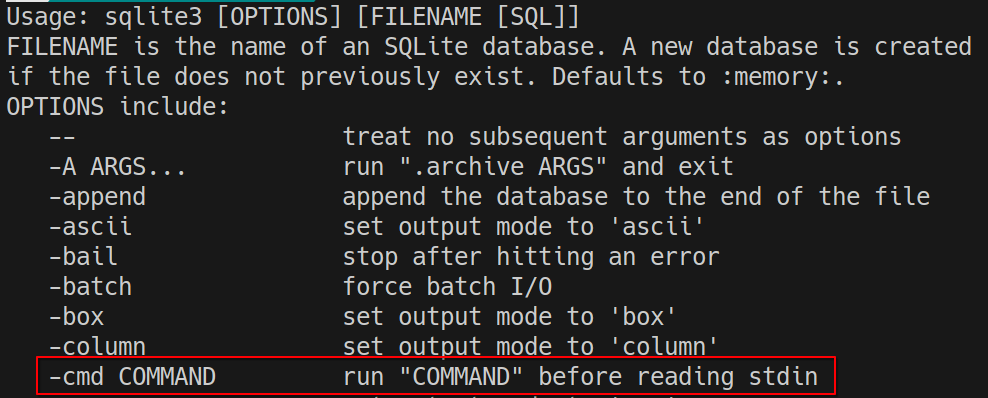 Usage: sqlite3 [OPTIONS] [FILENAME [SQL]]
FILENAME is the name of an SQLite database. A new database is created
if the file does not previously exist. Defaults to :memory:.
OPTIONS include:
-- treat no subsequent arguments as options
-A ARGS... run ".archive ARGS" and exit
-append append the database to the end of the file
-ascii set output mode to 'ascii'
-bail stop after hitting an error
-batch force batch I/O
-box set output mode to 'box'
-column set output mode to 'column'
-cmd COMMAND run "COMMAND" before reading stdin